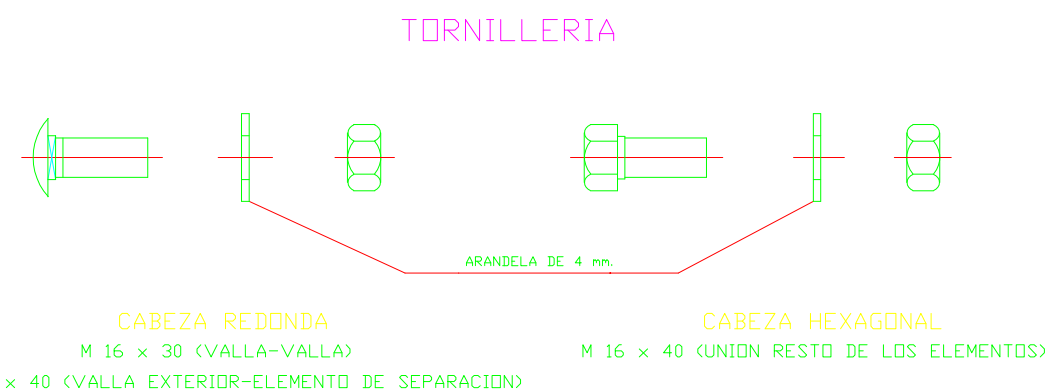 TORNILLERIA
ARANDELA DE 4 mm.
CABEZA REDONDA
CABEZA HEXAGONAL
M 16 x 30 (VALLA-VALLA)
M 16 x 40 (UNION RESTO DE LOS ELEMENTOS)
x 40 (VALLA EXTERIOR-ELEMENTO DE SEPARACION)